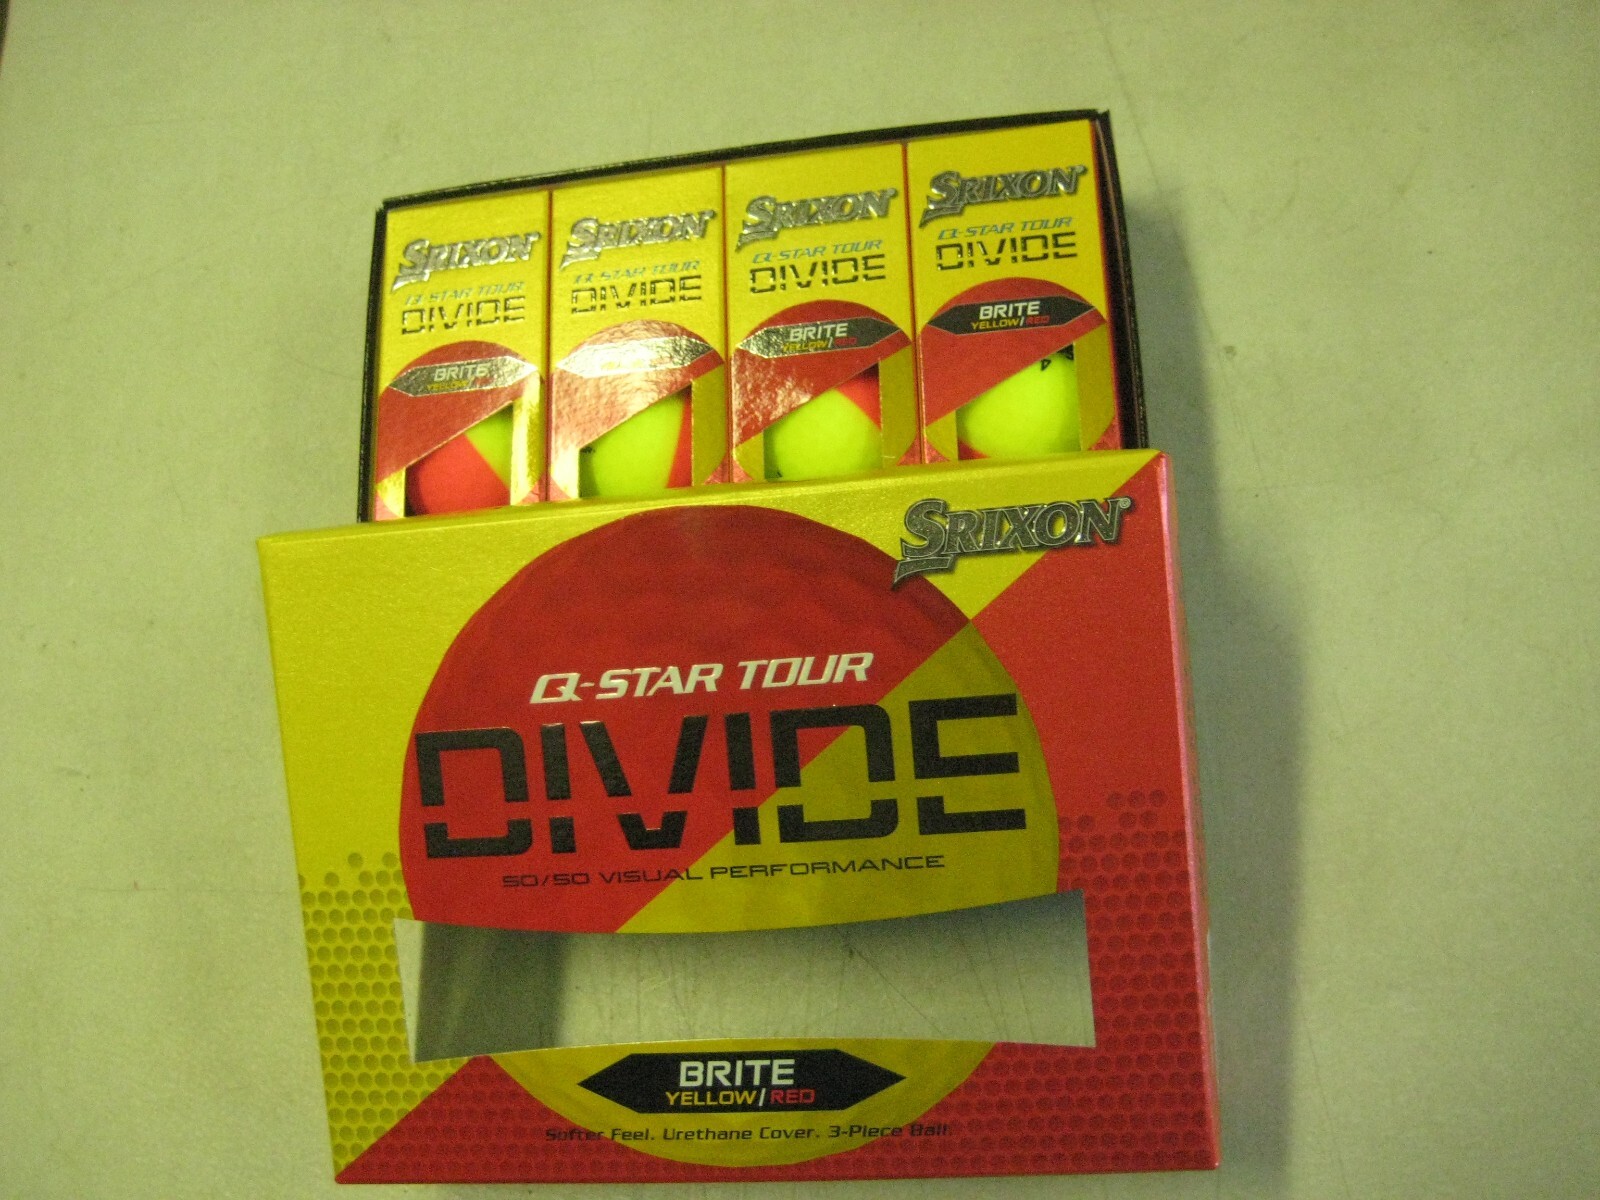 SRIXON
Q-STAR TOUR
DIVIDE
BRITE
YELLOW
SRIXON
Q-STAR TOUR
DIVIDE
SRIXON
Q-STAR TOUR
DIVIDE
BRITE
YELLOW/RED
SRIXON
Q-STAR TOUR
DIVIDE
BRITE
YELLOW/RED
SRIXON
Q-STAR TOUR
DIVIDE
50/50 VISUAL PERFORMANCE
BRITE
YELLOW/RED
Softer Feel. Urethane Cover. 3-Piece Ball.